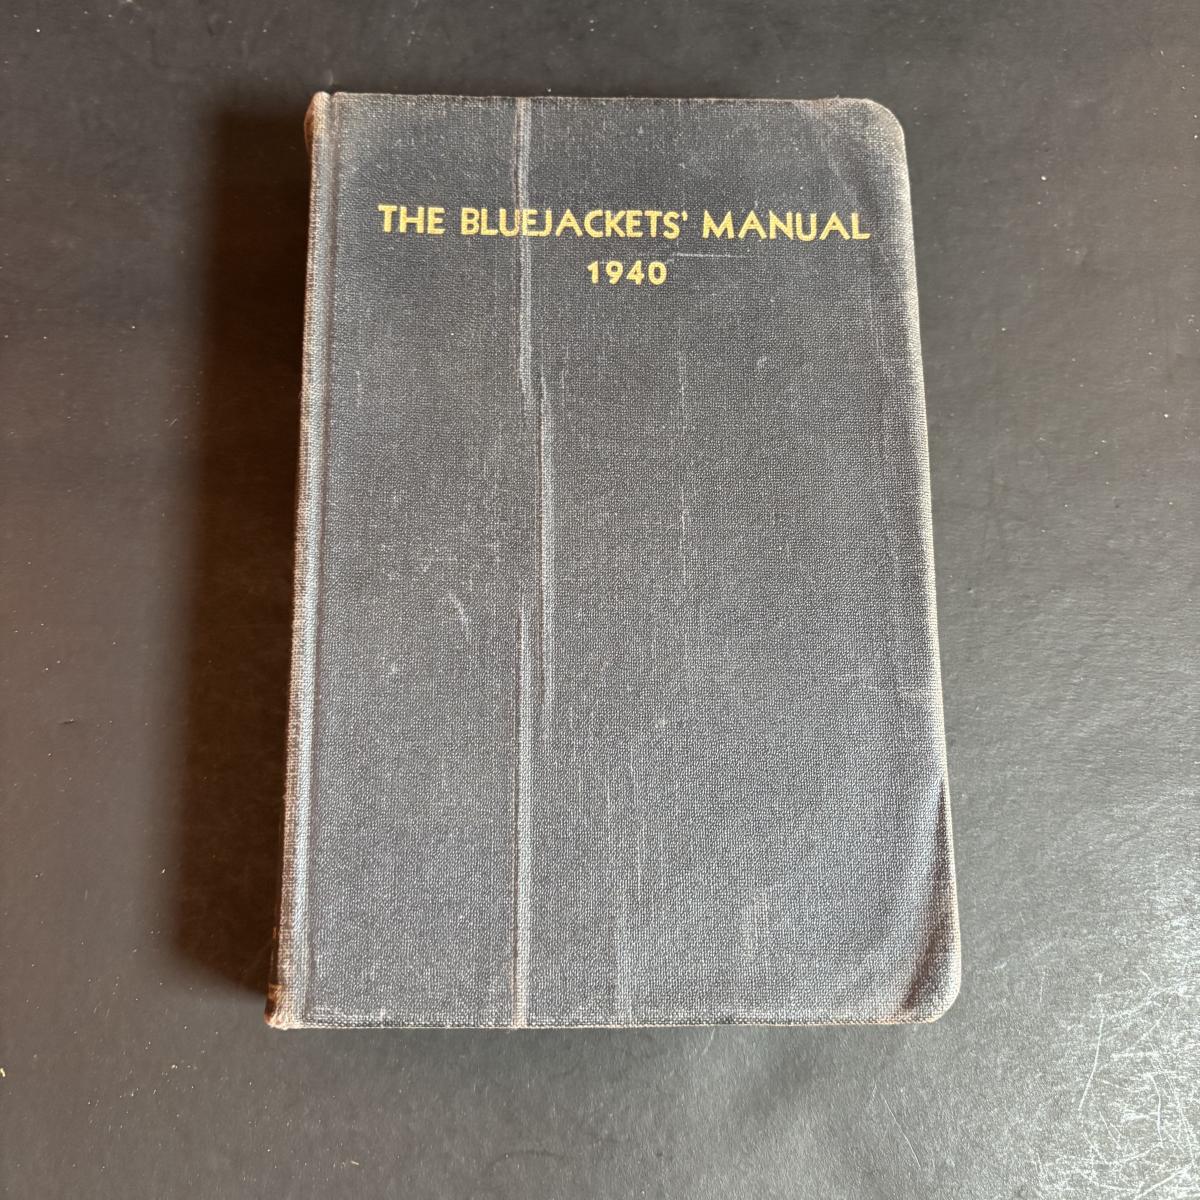 THE BLUEJACKETS' MANUAL
1940